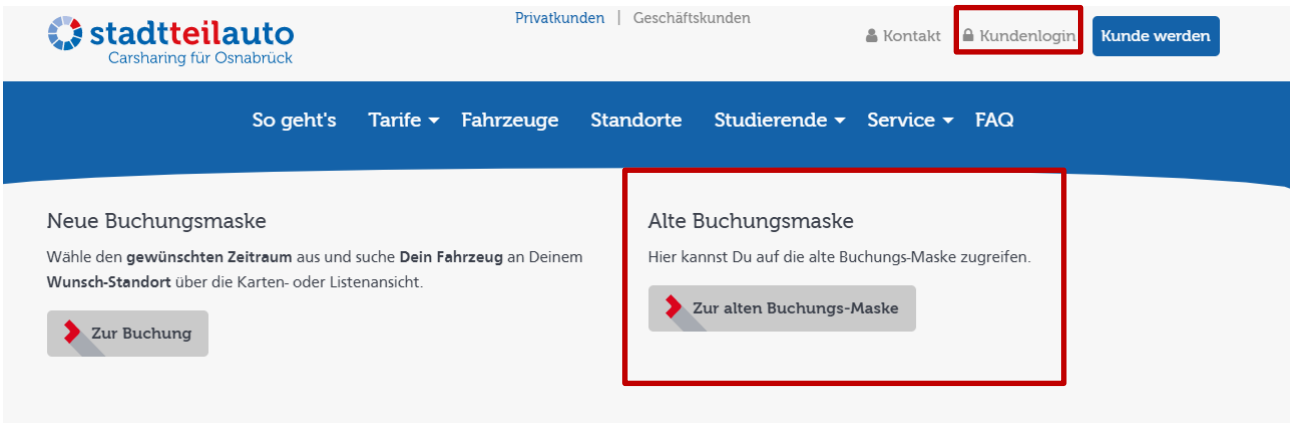 stadtteilauto
Carsharing für Osnabrück
Privatkunden | Geschäftskunden
Kontakt
Kundenlogin
Kunde werden
So geht's Tarife Fahrzeuge Standorte Studierende Service FAQ
Neue Buchungsmaske
Wähle den gewünschten Zeitraum aus und suche Dein Fahrzeug an Deinem
Wunsch-Standort über die Karten- oder Listenansicht.
Zur Buchung
Alte Buchungsmaske
Hier kannst Du auf die alte Buchungs-Maske zugreifen.
Zur alten Buchungs-Maske